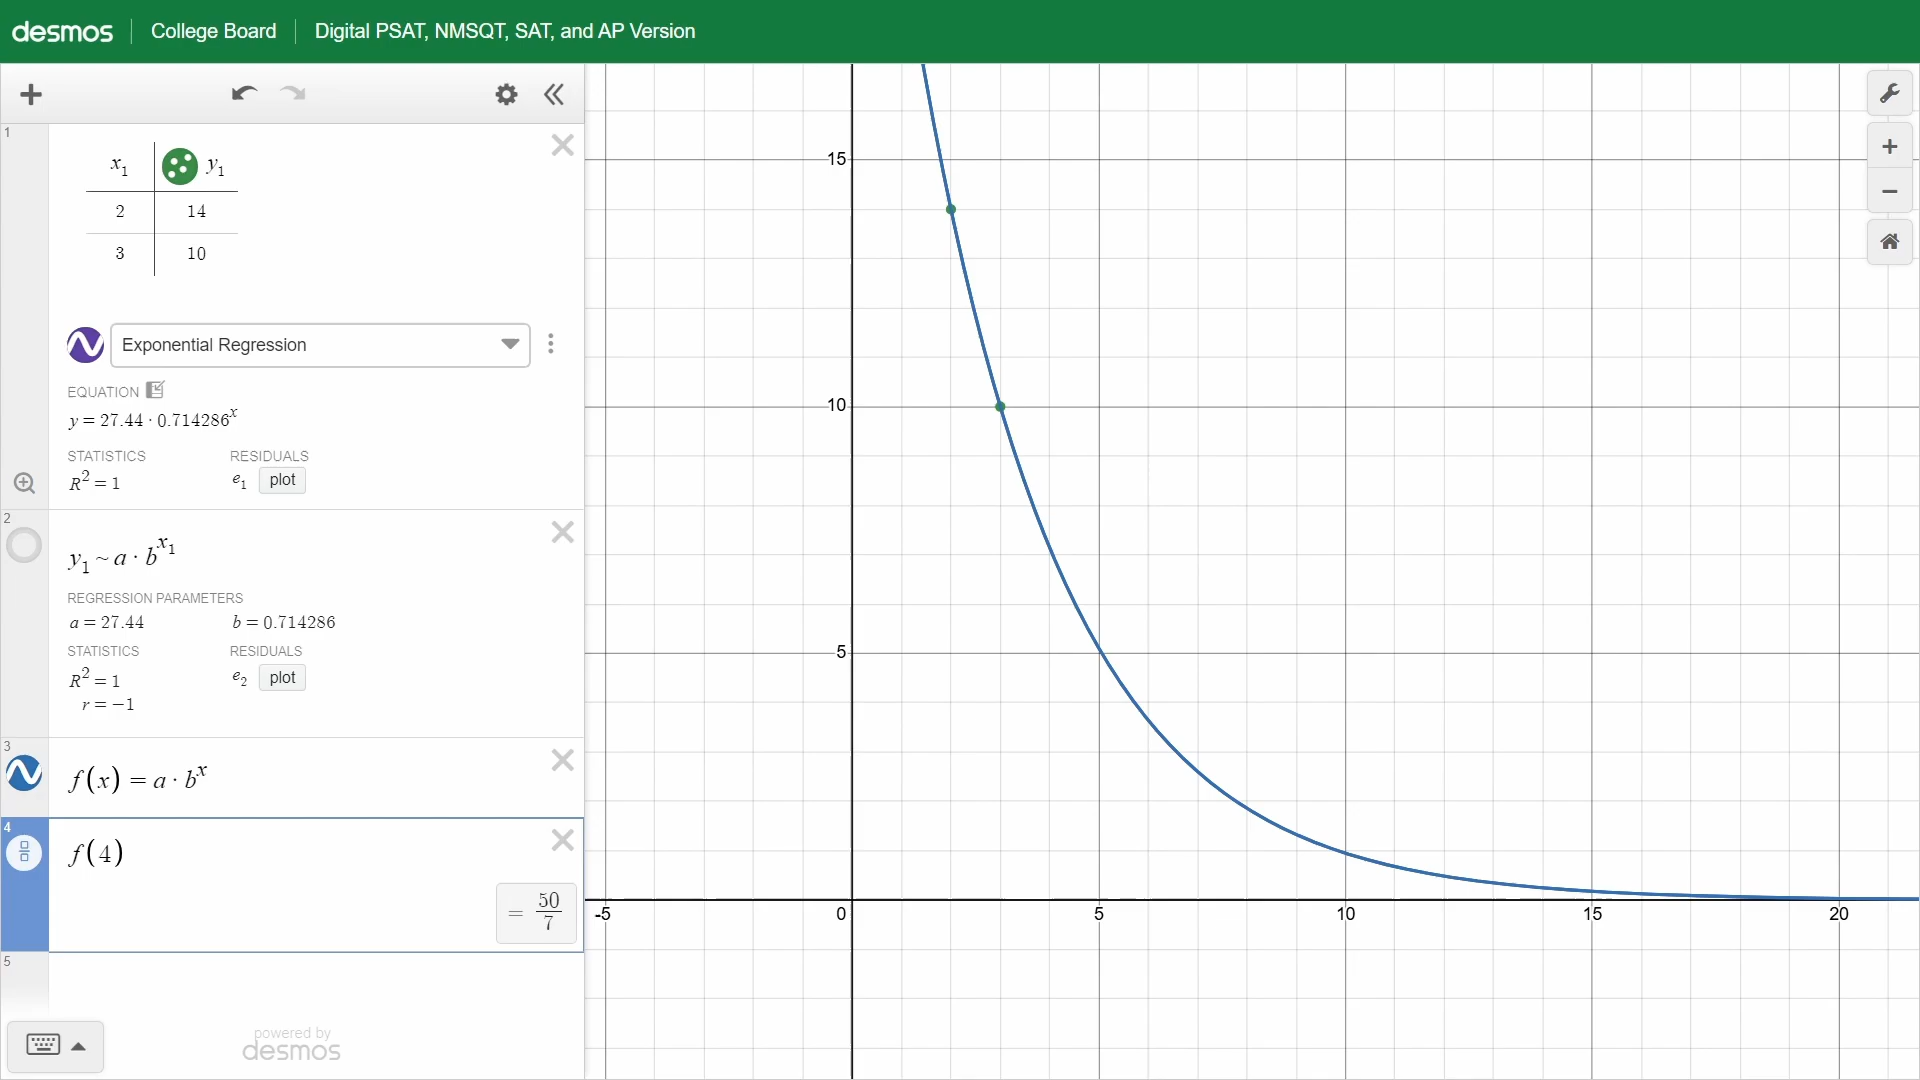 desmos College Board Digital PSAT, NMSQT, SAT, and AP Version
1
x₁ y₁
2 14
3 10
Exponential Regression
EQUATION
y = 27.44 · 0.714286ˣ
STATISTICS RESIDUALS
R² = 1 e₁ plot
2
y₁ ~ a · b^x₁
REGRESSION PARAMETERS
a = 27.44 b = 0.714286
STATISTICS RESIDUALS
R² = 1 e₂ plot
r = −1
3
f(x) = a · bˣ
4
f(4)
= 50/7
5
powered by
desmos
15
10
5
-5 0 5 10 15 20